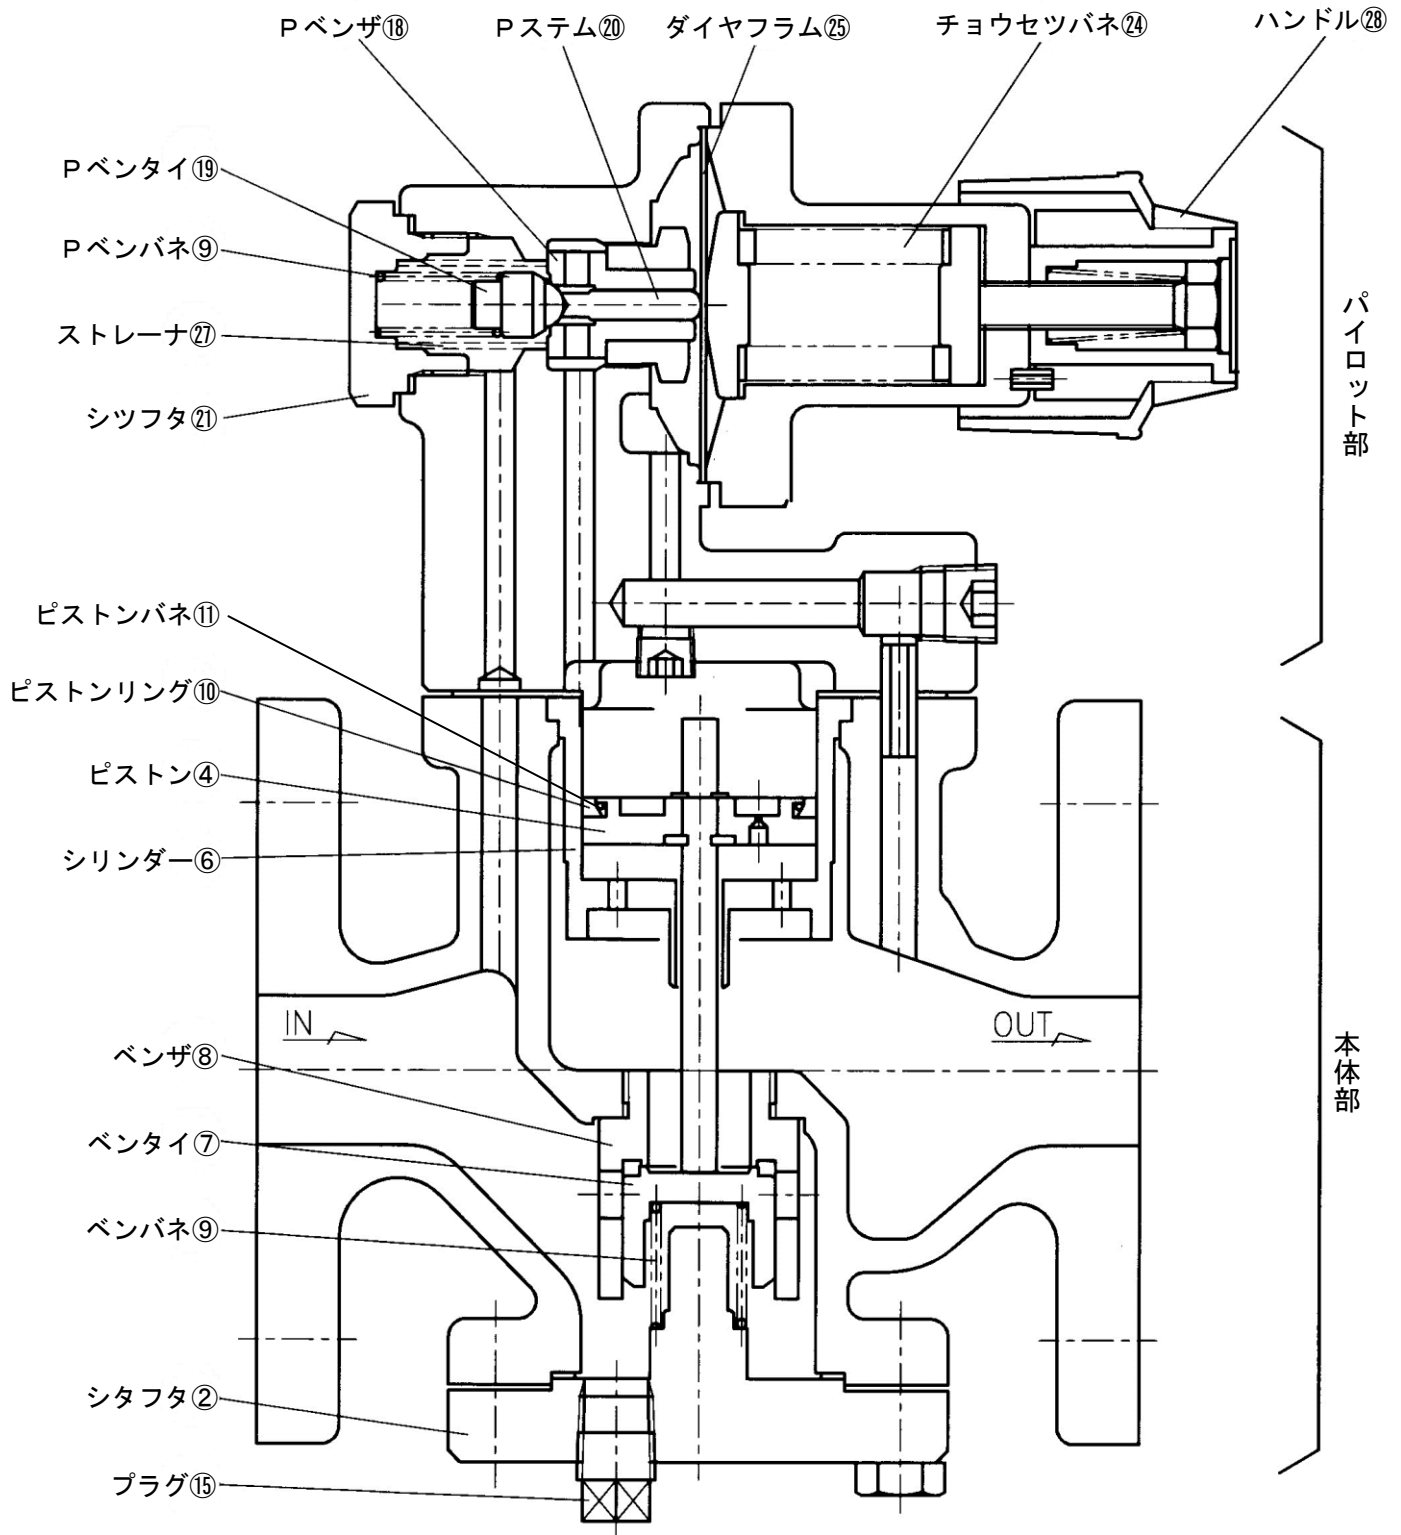 Pベンザ⑱
Pステム⑳
ダイヤフラム㉕
チョウセツバネ㉔
ハンドル㉘
Pベンタイ⑲
Pベンバネ⑨
ストレーナ㉗
シツフタ㉑
パイロット部
ピストンバネ⑪
ピストンリング⑩
ピストン④
シリンダー⑥
IN
OUT
ベンザ⑧
本体部
ベンタイ⑦
ベンバネ⑨
シタフタ②
プラグ⑮